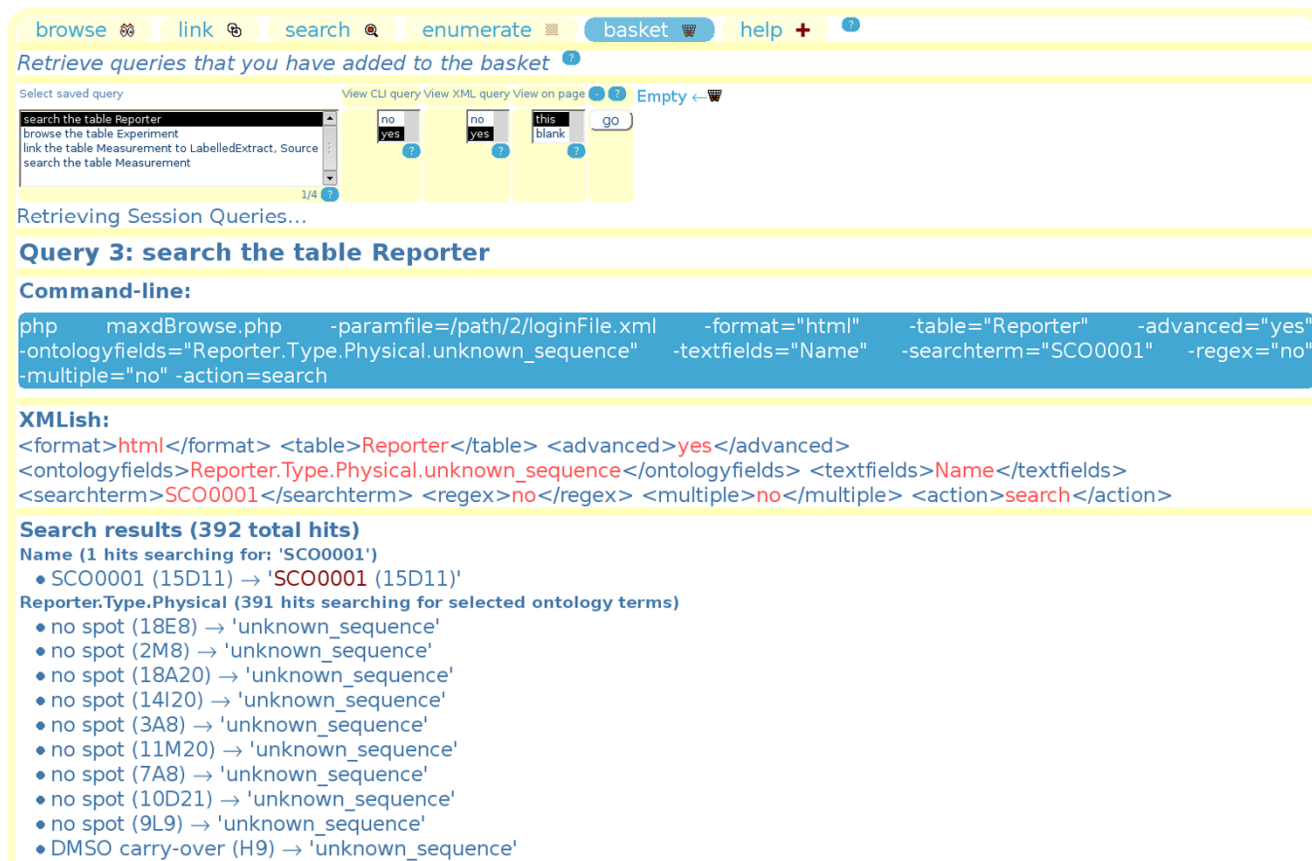 browse link search enumerate basket help + ?
Retrieve queries that you have added to the basket ?
Select saved query View CLI query View XML query View on page - ? Empty ←
search the table Reporter no no this go
browse the table Experiment yes yes blank
link the table Measurement to LabelledExtract, Source ? ? ?
search the table Measurement
1/4 ?
Retrieving Session Queries...
Query 3: search the table Reporter
Command-line:
php maxdBrowse.php -paramfile=/path/2/loginFile.xml -format="html" -table="Reporter" -advanced="yes"
-ontologyfields="Reporter.Type.Physical.unknown_sequence" -textfields="Name" -searchterm="SCO0001" -regex="no"
-multiple="no" -action=search
XMLish:
<format>html</format> <table>Reporter</table> <advanced>yes</advanced>
<ontologyfields>Reporter.Type.Physical.unknown_sequence</ontologyfields> <textfields>Name</textfields>
<searchterm>SCO0001</searchterm> <regex>no</regex> <multiple>no</multiple> <action>search</action>
Search results (392 total hits)
Name (1 hits searching for: 'SCO0001')
• SCO0001 (15D11) → 'SCO0001 (15D11)'
Reporter.Type.Physical (391 hits searching for selected ontology terms)
• no spot (18E8) → 'unknown_sequence'
• no spot (2M8) → 'unknown_sequence'
• no spot (18A20) → 'unknown_sequence'
• no spot (14I20) → 'unknown_sequence'
• no spot (3A8) → 'unknown_sequence'
• no spot (11M20) → 'unknown_sequence'
• no spot (7A8) → 'unknown_sequence'
• no spot (10D21) → 'unknown_sequence'
• no spot (9L9) → 'unknown_sequence'
• DMSO carry-over (H9) → 'unknown_sequence'